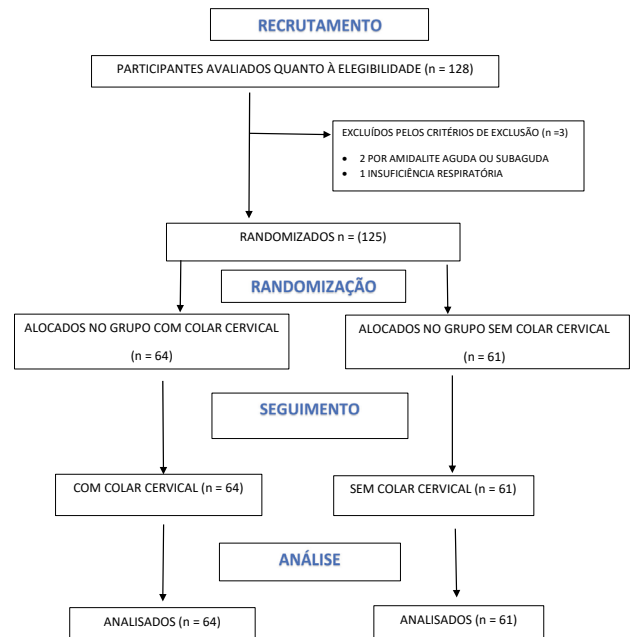 RECRUTAMENTO
PARTICIPANTES AVALIADOS QUANTO À ELEGIBILIDADE (n = 128)
EXCLUÍDOS PELOS CRITÉRIOS DE EXCLUSÃO (n =3)
• 2 POR AMIDALITE AGUDA OU SUBAGUDA
• 1 INSUFICIÊNCIA RESPIRATÓRIA
RANDOMIZADOS n = (125)
RANDOMIZAÇÃO
ALOCADOS NO GRUPO COM COLAR CERVICAL
(n = 64)
ALOCADOS NO GRUPO SEM COLAR CERVICAL
(n = 61)
SEGUIMENTO
COM COLAR CERVICAL (n = 64)
SEM COLAR CERVICAL (n = 61)
ANÁLISE
ANALISADOS (n = 64)
ANALISADOS (n = 61)